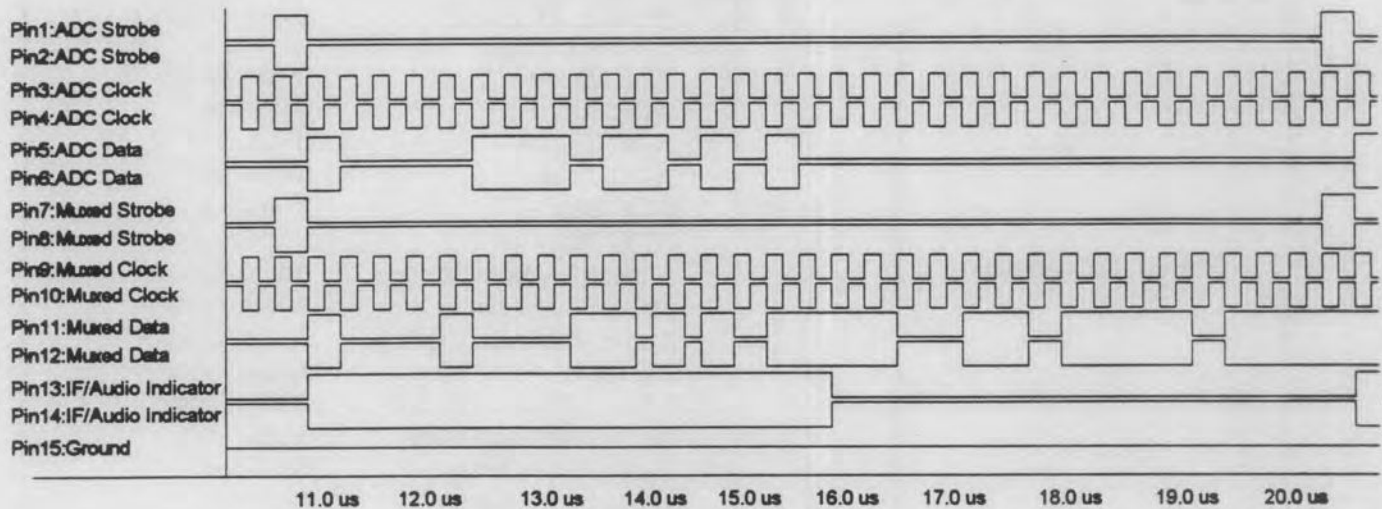 Pin1:ADC Strobe
Pin2:ADC Strobe
Pin3:ADC Clock
Pin4:ADC Clock
Pin5:ADC Data
Pin6:ADC Data
Pin7:Muxed Strobe
Pin8:Muxed Strobe
Pin9:Muxed Clock
Pin10:Muxed Clock
Pin11:Muxed Data
Pin12:Muxed Data
Pin13:IF/Audio Indicator
Pin14:IF/Audio Indicator
Pin15:Ground
11.0 us 12.0 us 13.0 us 14.0 us 15.0 us 16.0 us 17.0 us 18.0 us 19.0 us 20.0 us